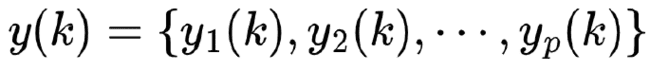 y(k) = {y₁(k), y₂(k), ⋯, yₚ(k)}